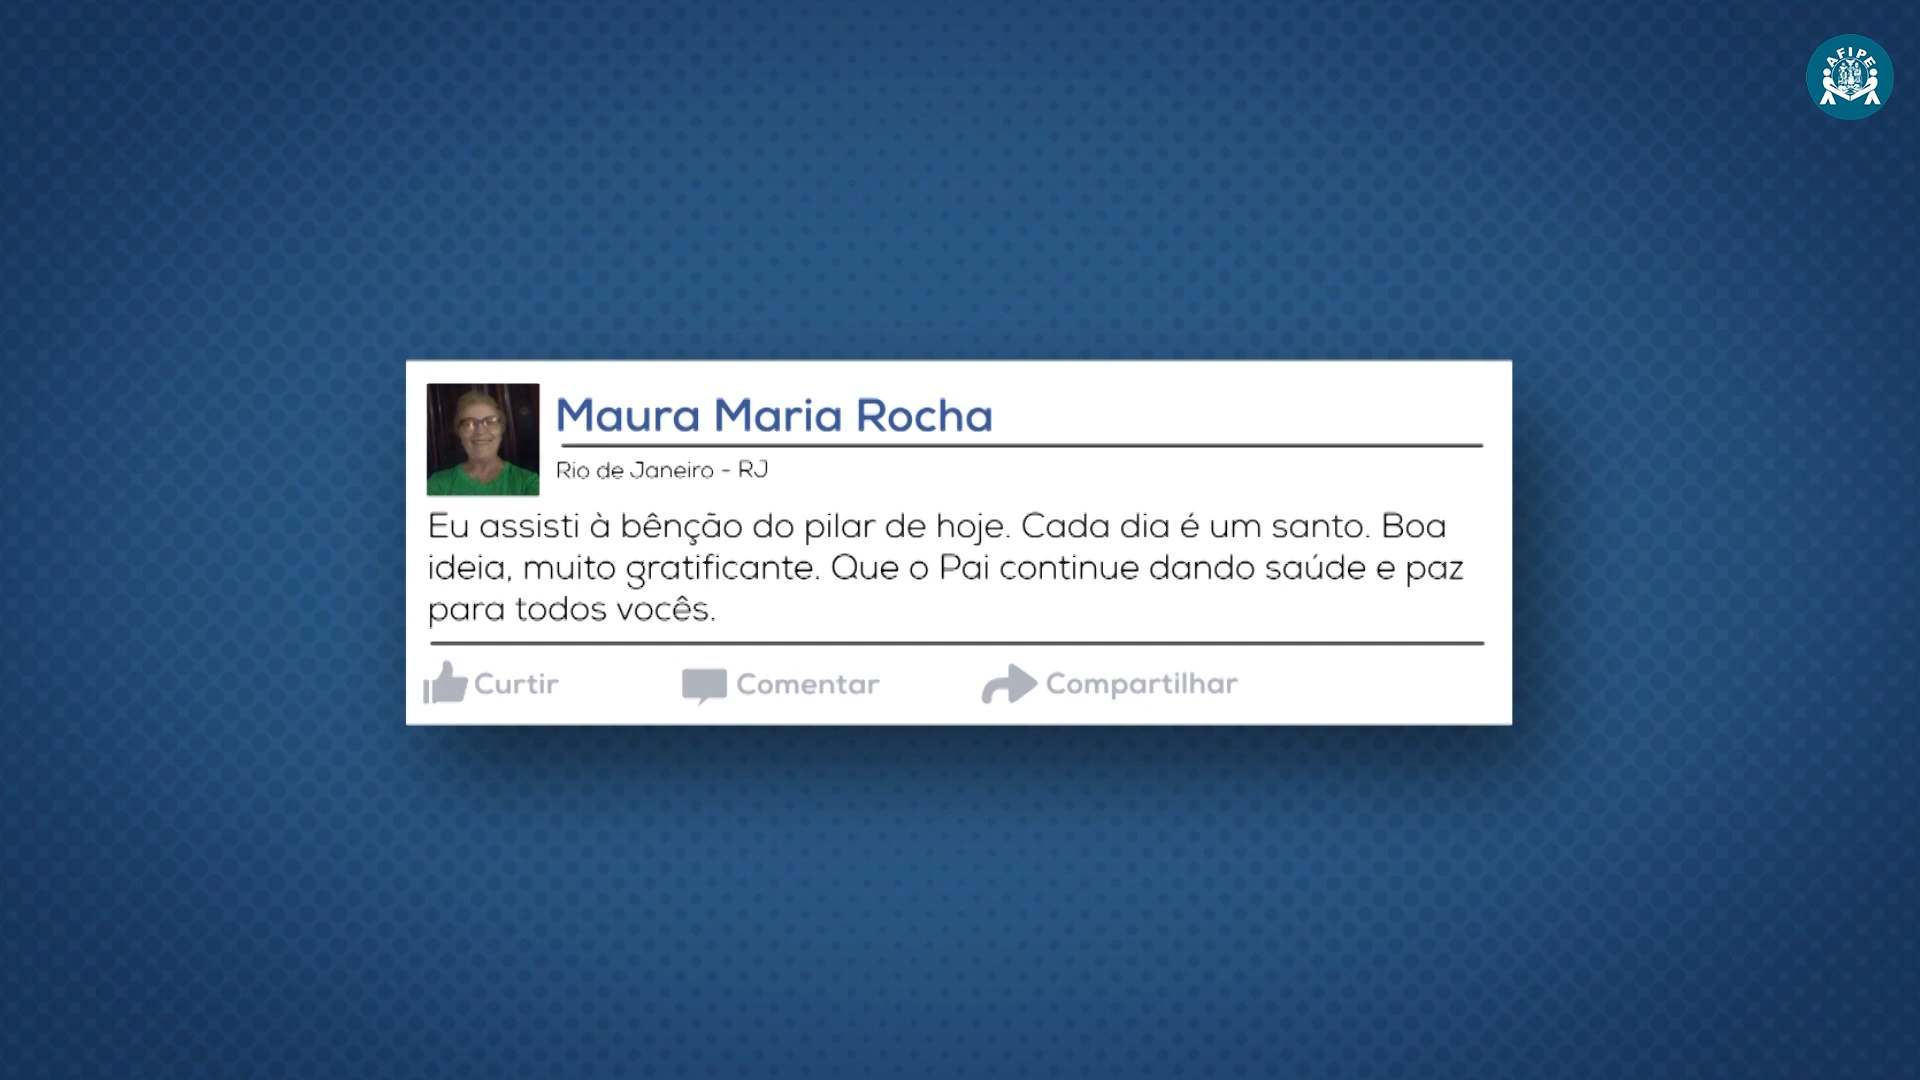 AFIPE
Maura Maria Rocha
Rio de Janeiro - RJ
Eu assisti à bênção do pilar de hoje. Cada dia é um santo. Boa
ideia, muito gratificante. Que o Pai continue dando saúde e paz
para todos vocês.
Curtir Comentar Compartilhar